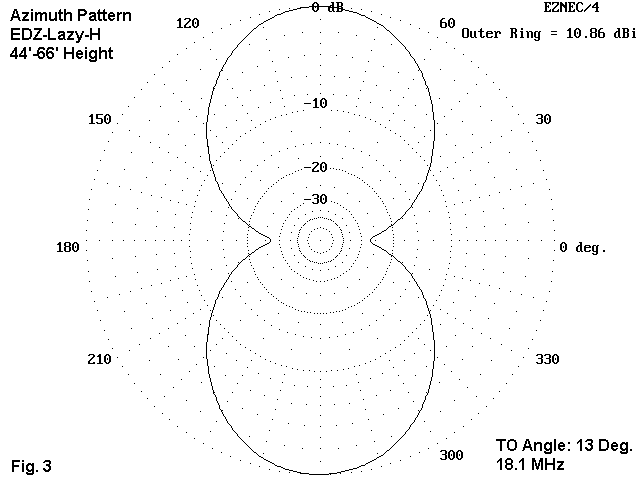 Azimuth Pattern
EDZ-Lazy-H
44'-66' Height
120
0 dB
60
EZNEC/4
Outer Ring = 10.86 dBi
150
-10
30
-20
-30
180
0 deg.
210
330
300
Fig. 3
TO Angle: 13 Deg.
18.1 MHz